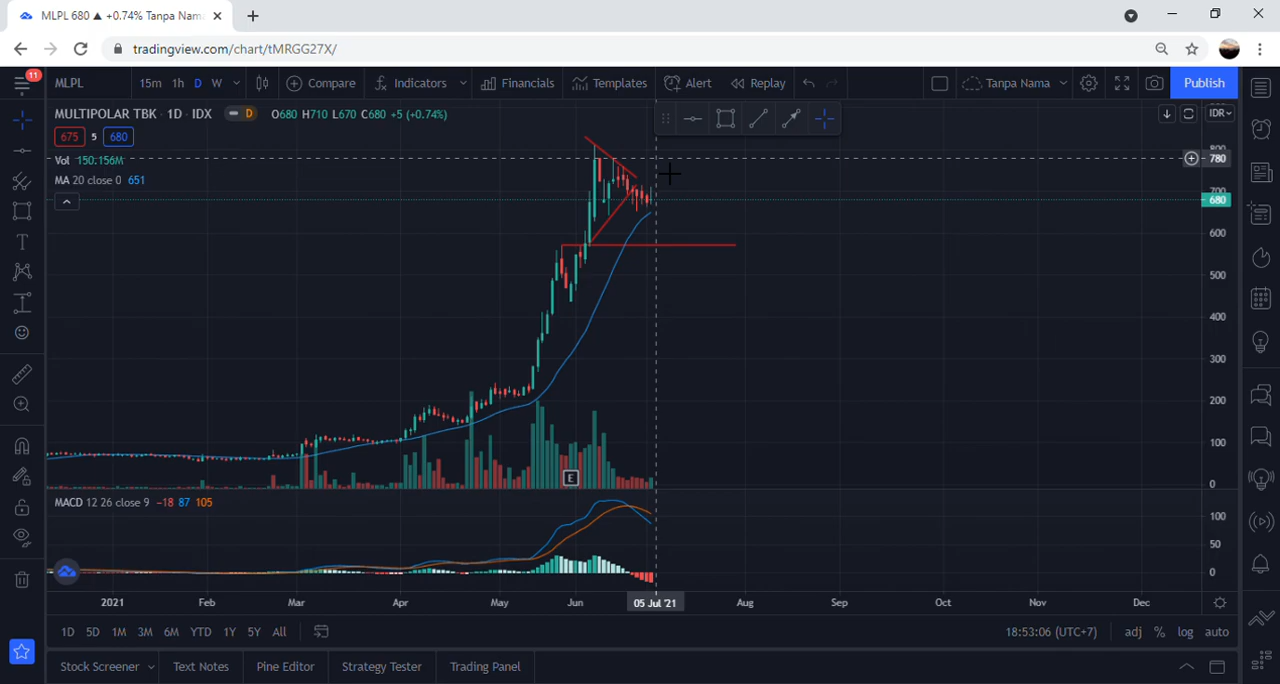 MLPL 680 ▲ +0.74% Tanpa Nam
tradingview.com/chart/tMRGG27X/
11
MLPL 15m 1h D W Compare Indicators Financials Templates Alert Replay Tanpa Nama Publish
MULTIPOLAR TBK · 1D · IDX D O680 H710 L670 C680 +5 (+0.74%)
IDR
675 5 680
Vol 150.156M
MA 20 close 0 651
800
780
700
680
600
500
400
300
200
100
0
E
MACD 12 26 close 9 −18 87 105
100
50
0
2021 Feb Mar Apr May Jun 05 Jul '21 Aug Sep Oct Nov Dec
1D 5D 1M 3M 6M YTD 1Y 5Y All 18:53:06 (UTC+7) adj % log auto
Stock Screener Text Notes Pine Editor Strategy Tester Trading Panel